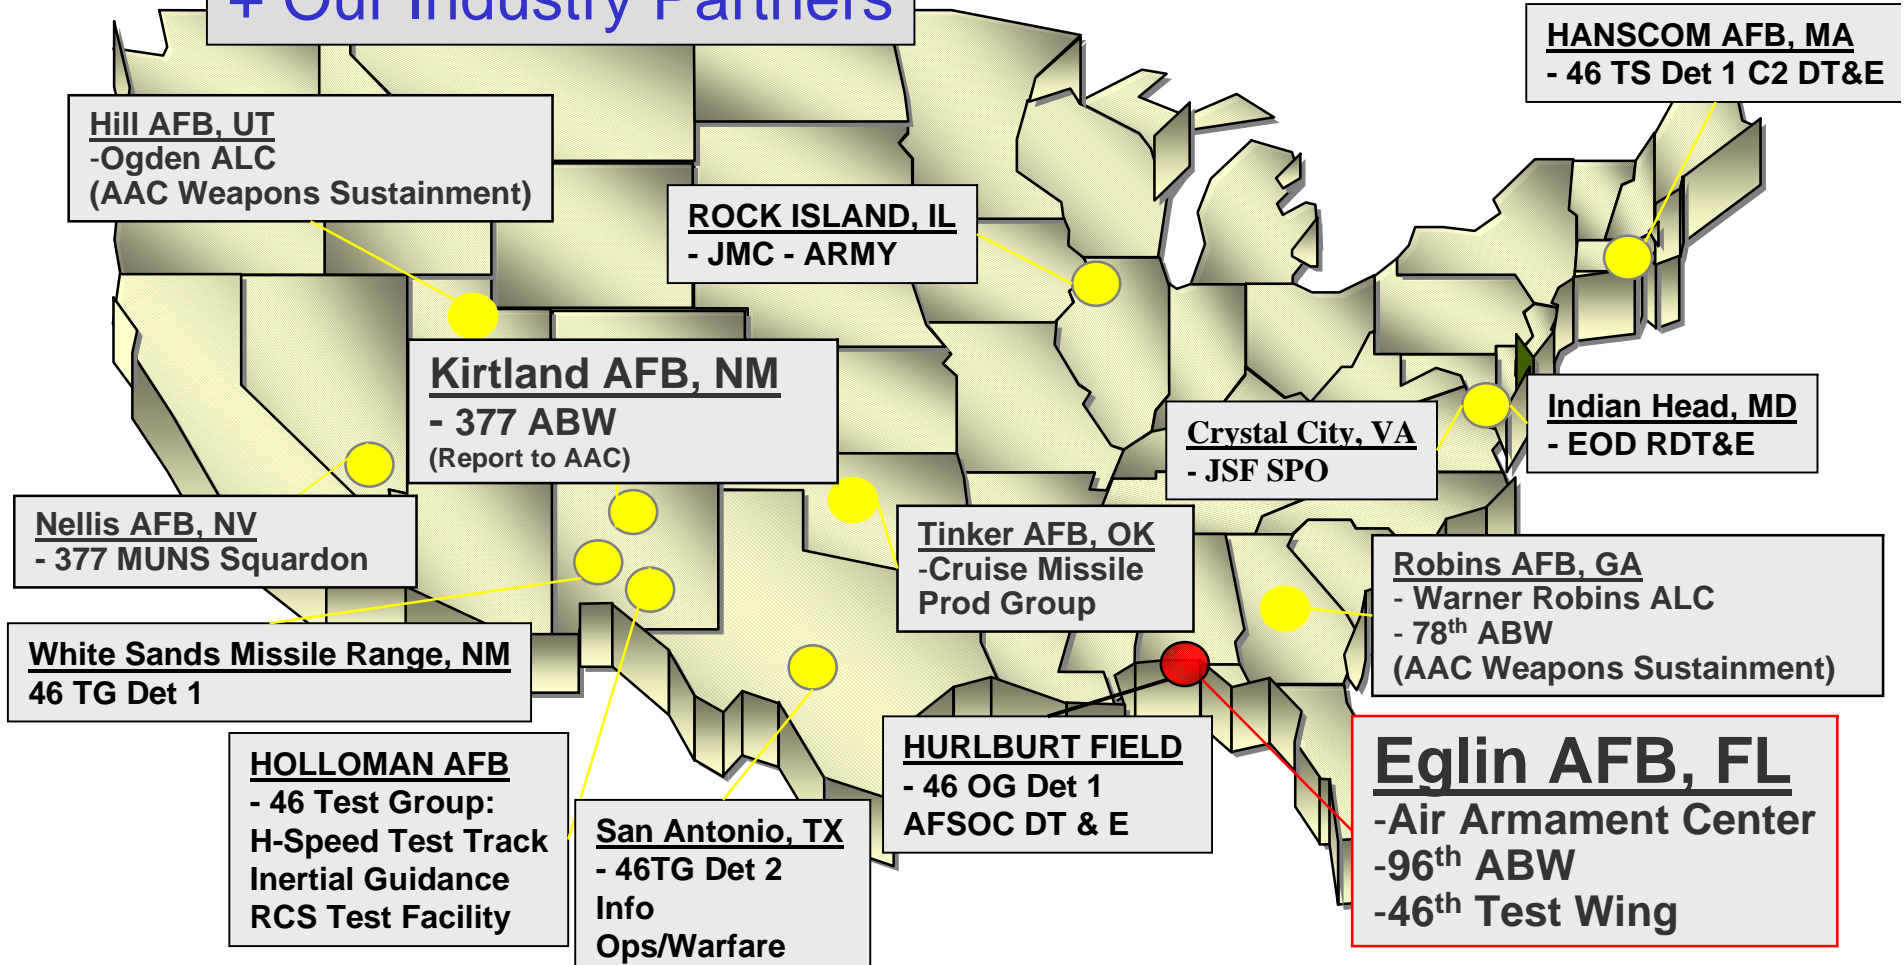 + Our Industry Partners
HANSCOM AFB, MA
- 46 TS Det 1 C2 DT&E
Hill AFB, UT
-Ogden ALC
(AAC Weapons Sustainment)
ROCK ISLAND, IL
- JMC - ARMY
Kirtland AFB, NM
- 377 ABW
(Report to AAC)
Crystal City, VA
- JSF SPO
Indian Head, MD
- EOD RDT&E
Nellis AFB, NV
- 377 MUNS Squardon
Tinker AFB, OK
-Cruise Missile
Prod Group
Robins AFB, GA
- Warner Robins ALC
- 78th ABW
(AAC Weapons Sustainment)
White Sands Missile Range, NM
46 TG Det 1
HOLLOMAN AFB
- 46 Test Group:
H-Speed Test Track
Inertial Guidance
RCS Test Facility
San Antonio, TX
- 46TG Det 2
Info
Ops/Warfare
HURLBURT FIELD
- 46 OG Det 1
AFSOC DT & E
Eglin AFB, FL
-Air Armament Center
-96th ABW
-46th Test Wing